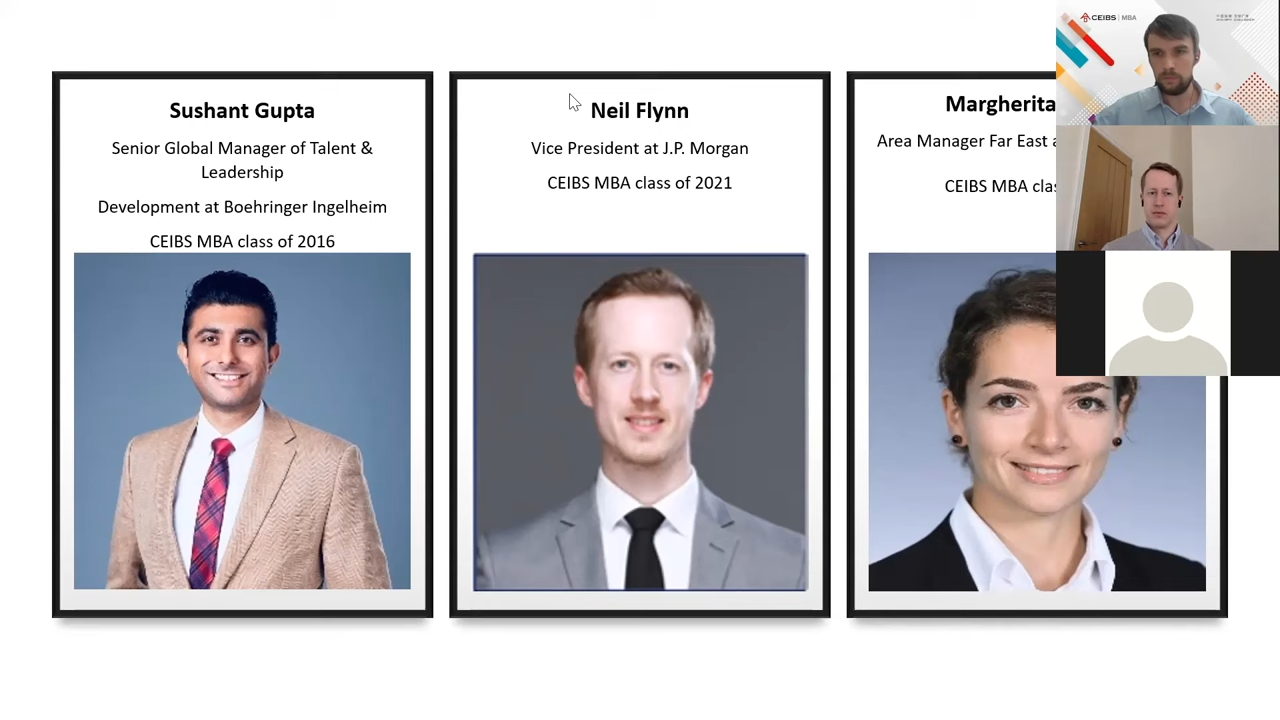 Sushant Gupta
Senior Global Manager of Talent &
Leadership
Development at Boehringer Ingelheim
CEIBS MBA class of 2016
Neil Flynn
Vice President at J.P. Morgan
CEIBS MBA class of 2021
Margherita
Area Manager Far East
CEIBS MBA
CEIBS | MBA